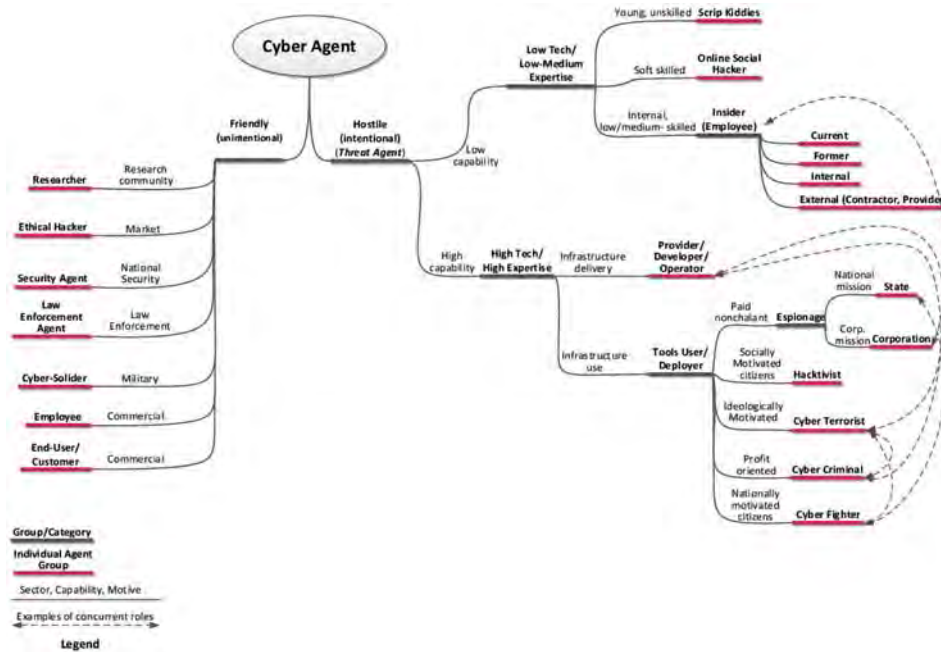 Cyber Agent
Friendly
(unintentional)
Hostile
(intentional)
(Threat Agent)
Researcher
Research
community
Ethical Hacker
Market
Security Agent
National
Security
Law
Enforcement
Agent
Law
Enforcement
Cyber-Solider
Military
Employee
Commercial
End-User/
Customer
Commercial
Low
capability
Low Tech/
Low-Medium
Expertise
Young, unskilled
Scrip Kiddies
Soft skilled
Online Social
Hacker
Internal,
low/medium- skilled
Insider
(Employee)
Current
Former
Internal
External (Contractor, Provider
High
capability
High Tech/
High Expertise
Infrastructure
delivery
Provider/
Developer/
Operator
Infrastructure
use
Tools User/
Deployer
Paid
nonchalant
Espionage
National
mission
State
Corp.
mission
Corporation
Socially
Motivated
citizens
Hacktivist
Ideologically
Motivated
Cyber Terrorist
Profit
oriented
Cyber Criminal
Nationally
motivated
citizens
Cyber Fighter
Group/Category
Individual Agent
Group
Sector, Capability, Motive
Examples of concurrent roles
Legend